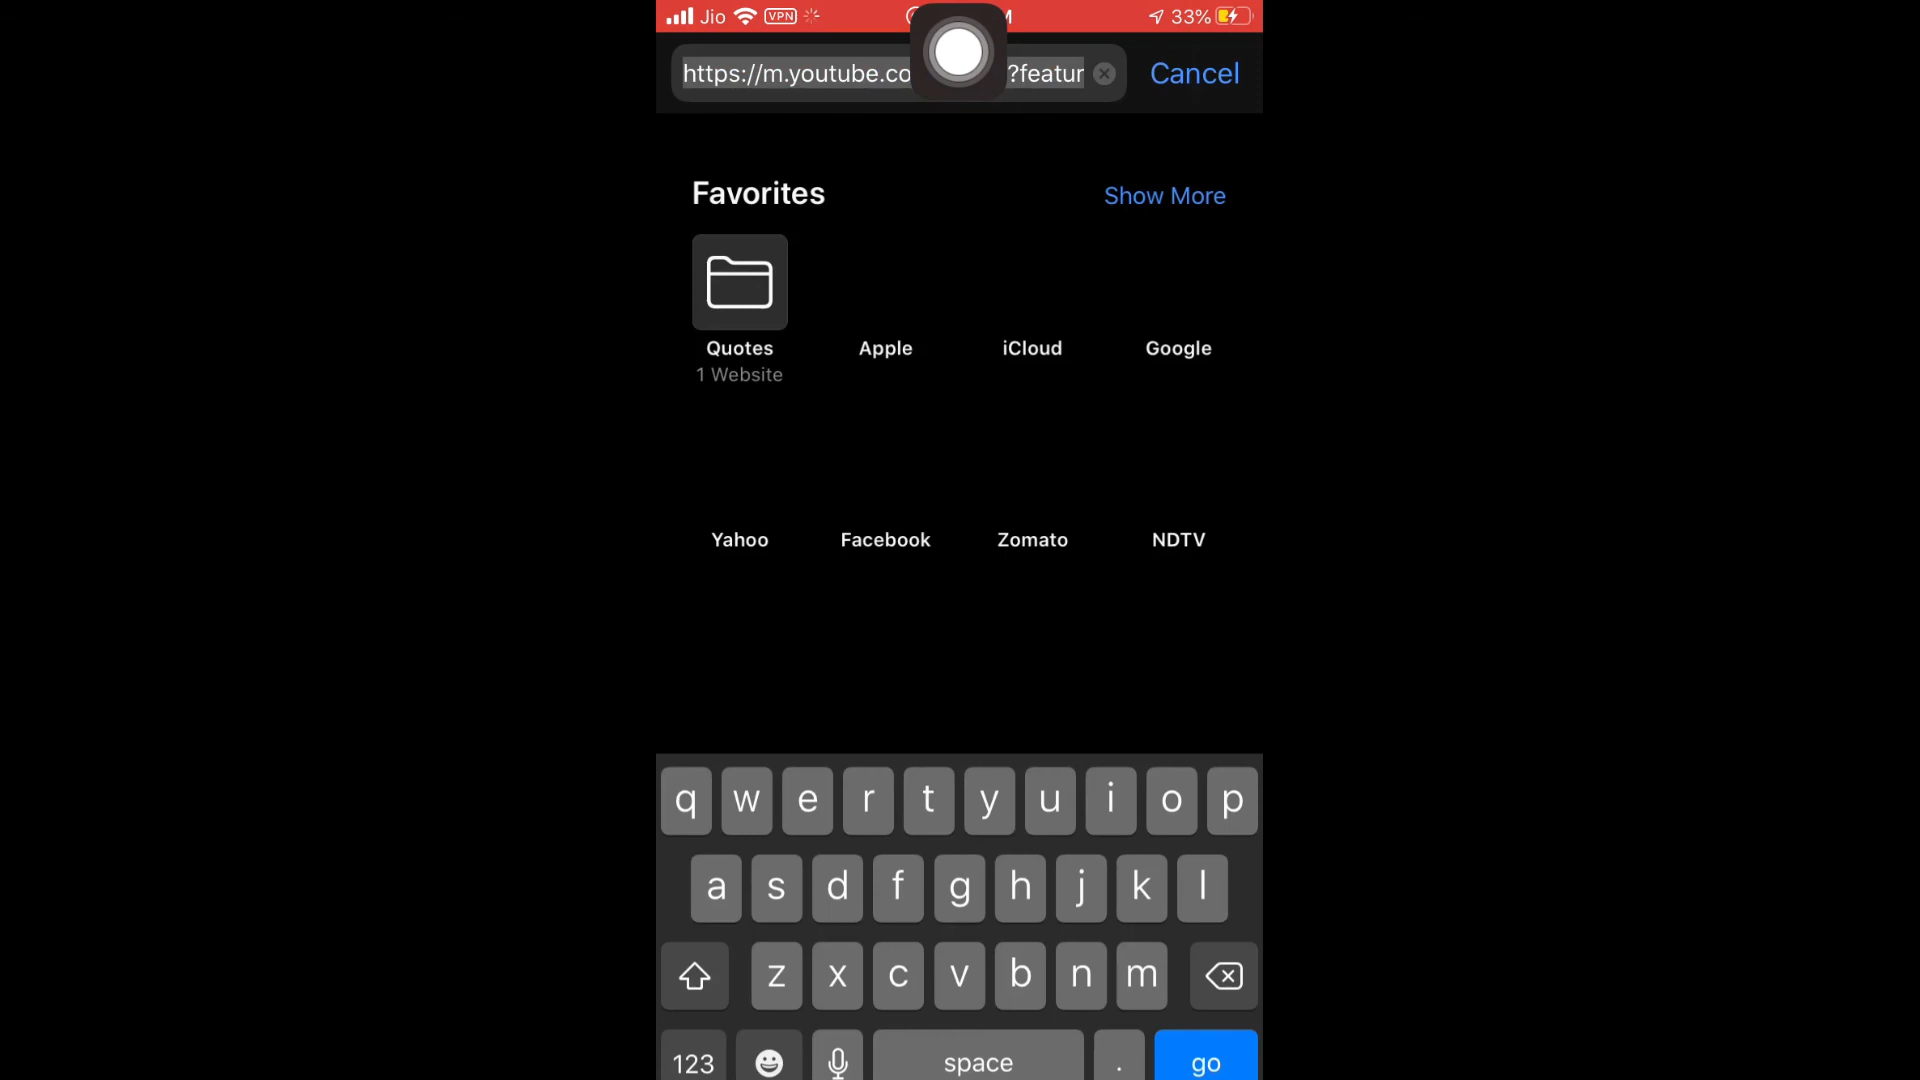 Jio VPN 33%
https://m.youtube.co ?featur Cancel
Favorites Show More
Quotes Apple iCloud Google
1 Website
Yahoo Facebook Zomato NDTV
q w e r t y u i o p
a s d f g h j k l
z x c v b n m
123 space . go